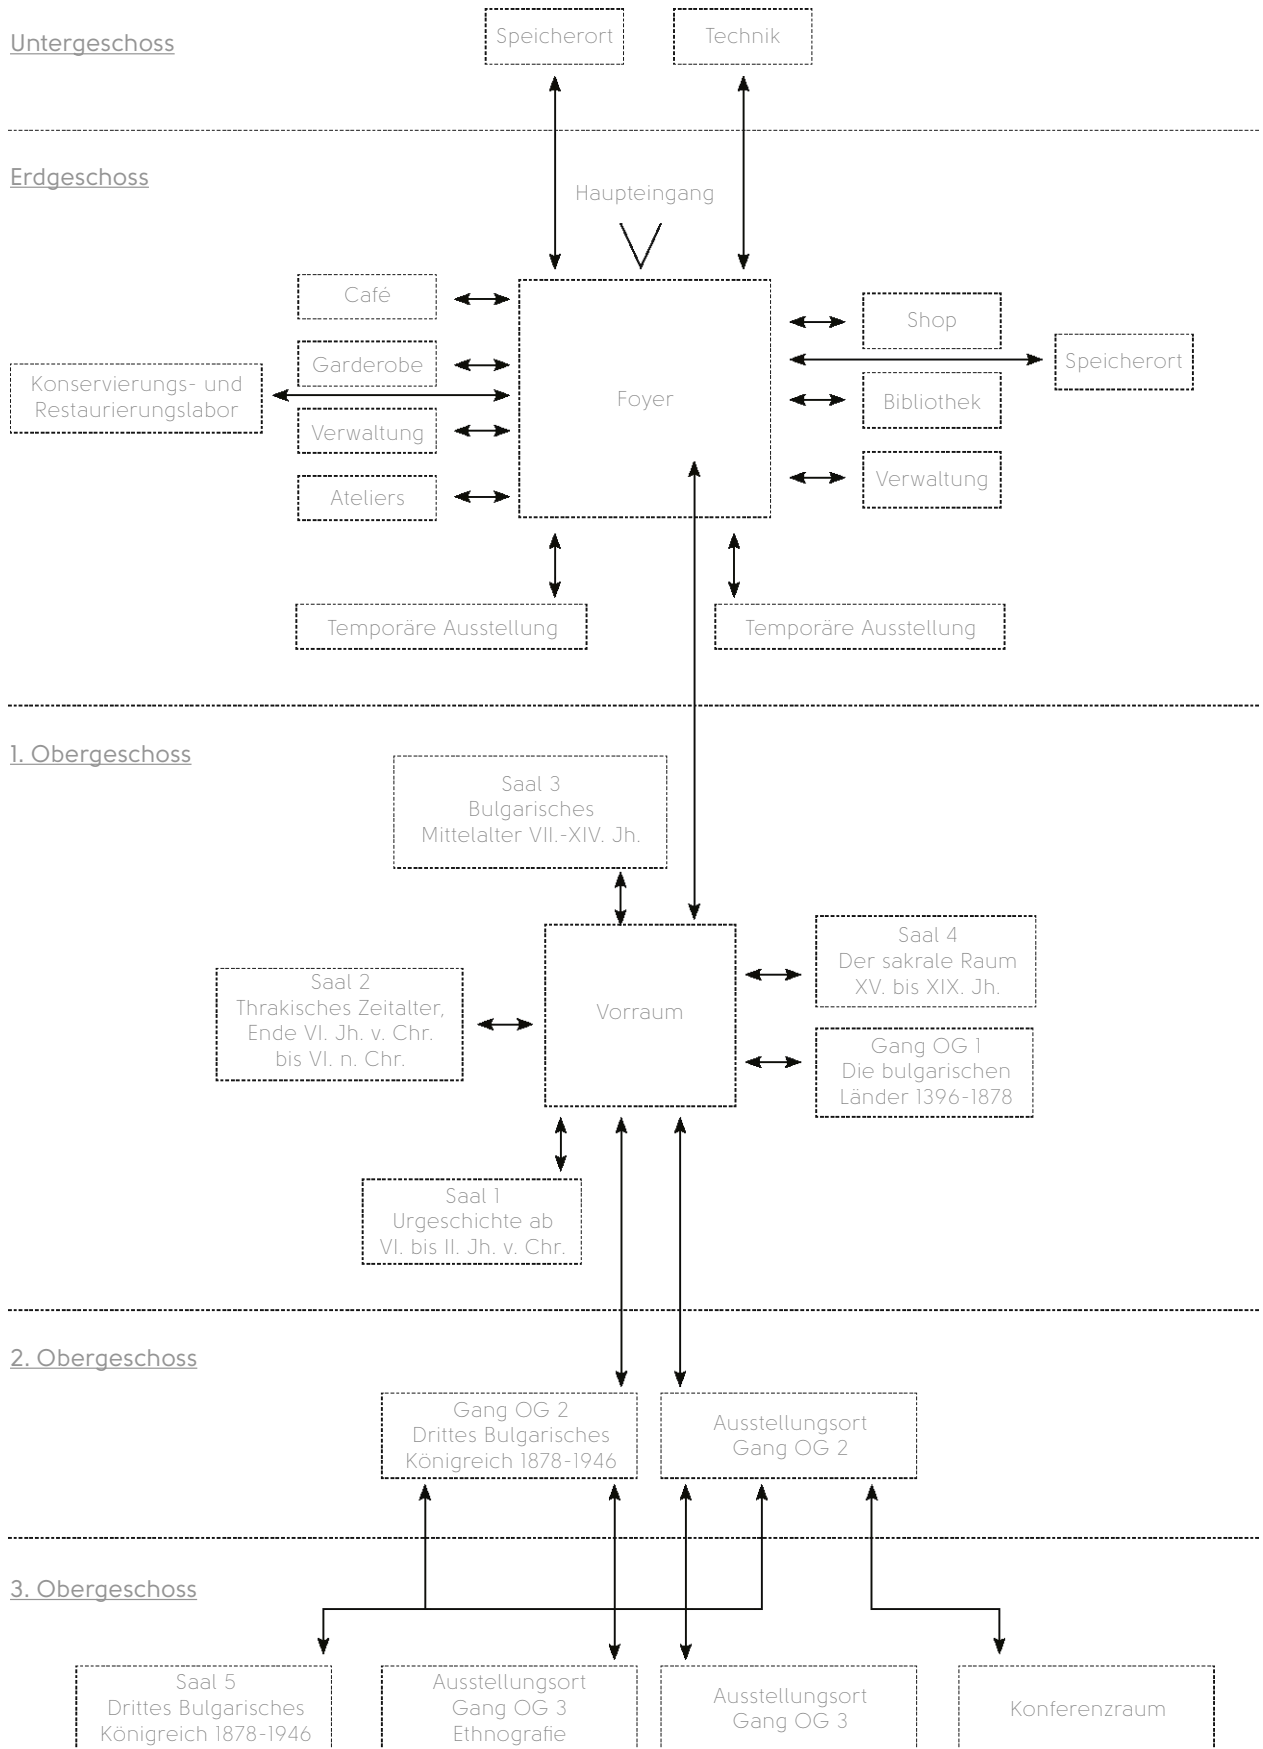 Untergeschoss
Speicherort
Technik
Erdgeschoss
Haupteingang
Café
Garderobe
Konservierungs- und
Restaurierungslabor
Verwaltung
Ateliers
Foyer
Shop
Speicherort
Bibliothek
Verwaltung
Temporäre Ausstellung
Temporäre Ausstellung
1. Obergeschoss
Saal 3
Bulgarisches
Mittelalter VII.-XIV. Jh.
Saal 2
Thrakisches Zeitalter,
Ende VI. Jh. v. Chr.
bis VI. n. Chr.
Vorraum
Saal 4
Der sakrale Raum
XV. bis XIX. Jh.
Gang OG 1
Die bulgarischen
Länder 1396-1878
Saal 1
Urgeschichte ab
VI. bis II. Jh. v. Chr.
2. Obergeschoss
Gang OG 2
Drittes Bulgarisches
Königreich 1878-1946
Ausstellungsort
Gang OG 2
3. Obergeschoss
Saal 5
Drittes Bulgarisches
Königreich 1878-1946
Ausstellungsort
Gang OG 3
Ethnografie
Ausstellungsort
Gang OG 3
Konferenzraum